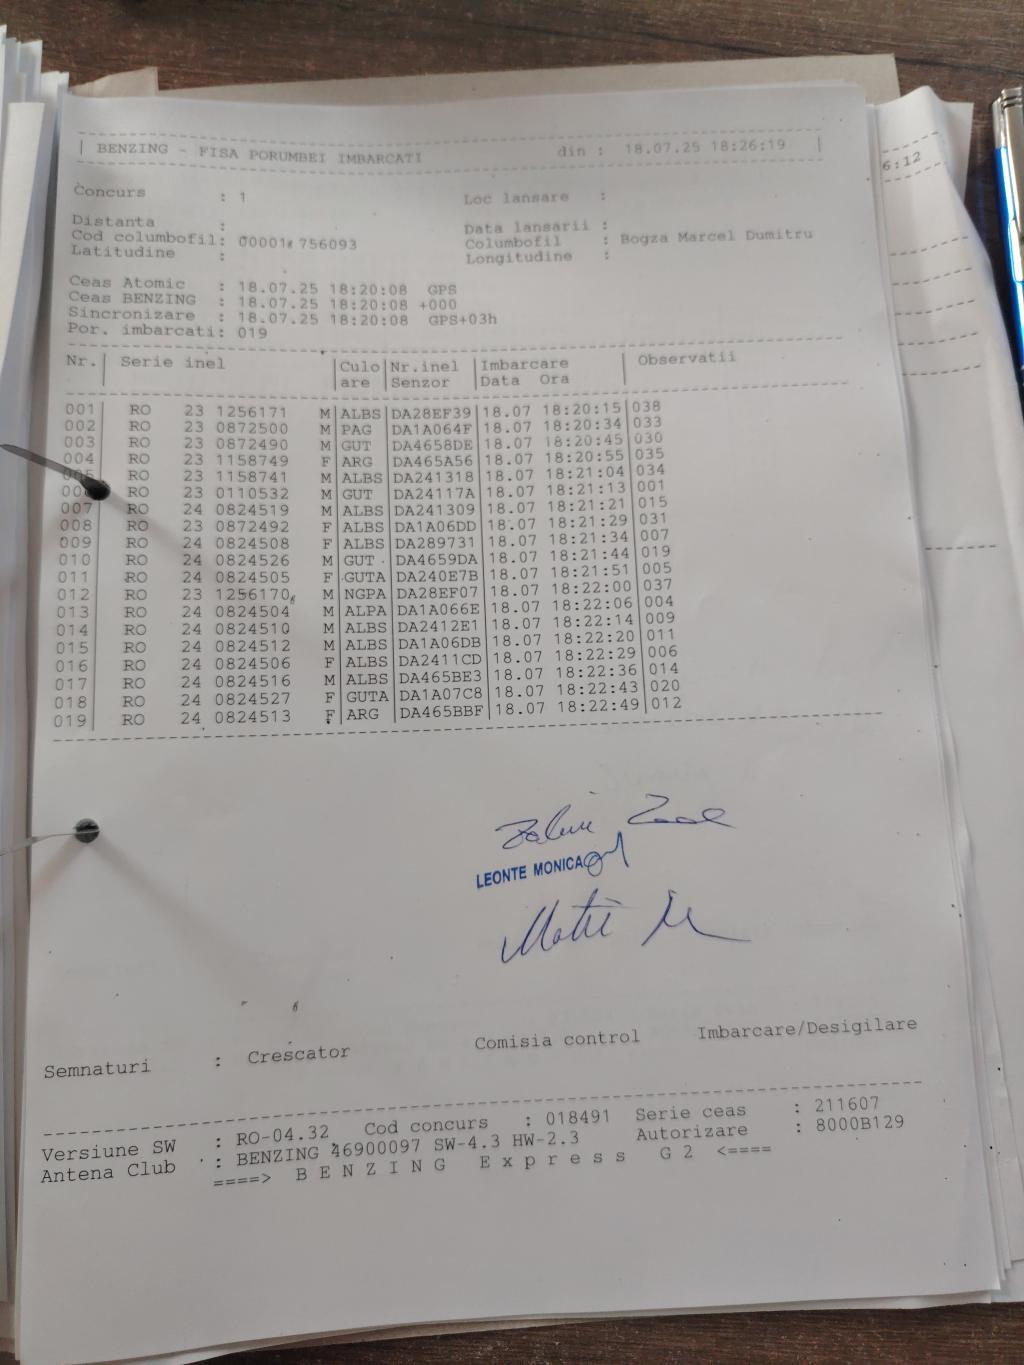 | BENZING - FISA PORUMBEI IMBARCATI din : 18.07.25 18:26:19 |
6:12
Concurs : 1 Loc lansare :
Distanta : Data lansarii :
Cod columbofil: 00001 756093 Columbofil : Bogza Marcel Dumitru
Latitudine : Longitudine :
Ceas Atomic : 18.07.25 18:20:08 GPS
Ceas BENZING : 18.07.25 18:20:08 +000
Sincronizare : 18.07.25 18:20:08 GPS+03h
Por. imbarcati: 019
Nr. | Serie inel | Culo | Nr.inel | Imbarcare | Observatii
are | Senzor | Data Ora |
001 | RO 23 1256171 M | ALBS | DA28EF39 | 18.07 18:20:15 | 038
002 | RO 23 0872500 M | PAG | DA1A064F | 18.07 18:20:34 | 033
003 | RO 23 0872490 M | GUT | DA4658DE | 18.07 18:20:45 | 030
004 | RO 23 1158749 F | ARG | DA465A56 | 18.07 18:20:55 | 035
005 | RO 23 1158741 M | ALBS | DA241318 | 18.07 18:21:04 | 034
006 | RO 23 0110532 M | GUT | DA24117A | 18.07 18:21:13 | 001
007 | RO 24 0824519 M | ALBS | DA241309 | 18.07 18:21:21 | 015
008 | RO 23 0872492 F | ALBS | DA1A06DD | 18.07 18:21:29 | 031
009 | RO 24 0824508 F | ALBS | DA289731 | 18.07 18:21:34 | 007
010 | RO 24 0824526 M | GUT | DA4659DA | 18.07 18:21:44 | 019
011 | RO 24 0824505 F | GUTA | DA240E7B | 18.07 18:21:51 | 005
012 | RO 23 1256170 M | NGPA | DA28EF07 | 18.07 18:22:00 | 037
013 | RO 24 0824504 M | ALPA | DA1A066E | 18.07 18:22:06 | 004
014 | RO 24 0824510 M | ALBS | DA2412E1 | 18.07 18:22:14 | 009
015 | RO 24 0824512 M | ALBS | DA1A06DB | 18.07 18:22:20 | 011
016 | RO 24 0824506 F | ALBS | DA2411CD | 18.07 18:22:29 | 006
017 | RO 24 0824516 M | ALBS | DA465BE3 | 18.07 18:22:36 | 014
018 | RO 24 0824527 F | GUTA | DA1A07C8 | 18.07 18:22:43 | 020
019 | RO 24 0824513 F | ARG | DA465BBF | 18.07 18:22:49 | 012
LEONTE MONICA
Semnaturi : Crescator Comisia control Imbarcare/Desigilare
Versiune SW : RO-04.32 Cod concurs : 018491 Serie ceas : 211607
Antena Club : BENZING 46900097 SW-4.3 HW-2.3 Autorizare : 8000B129
====> B E N Z I N G E x p r e s s G 2 <====